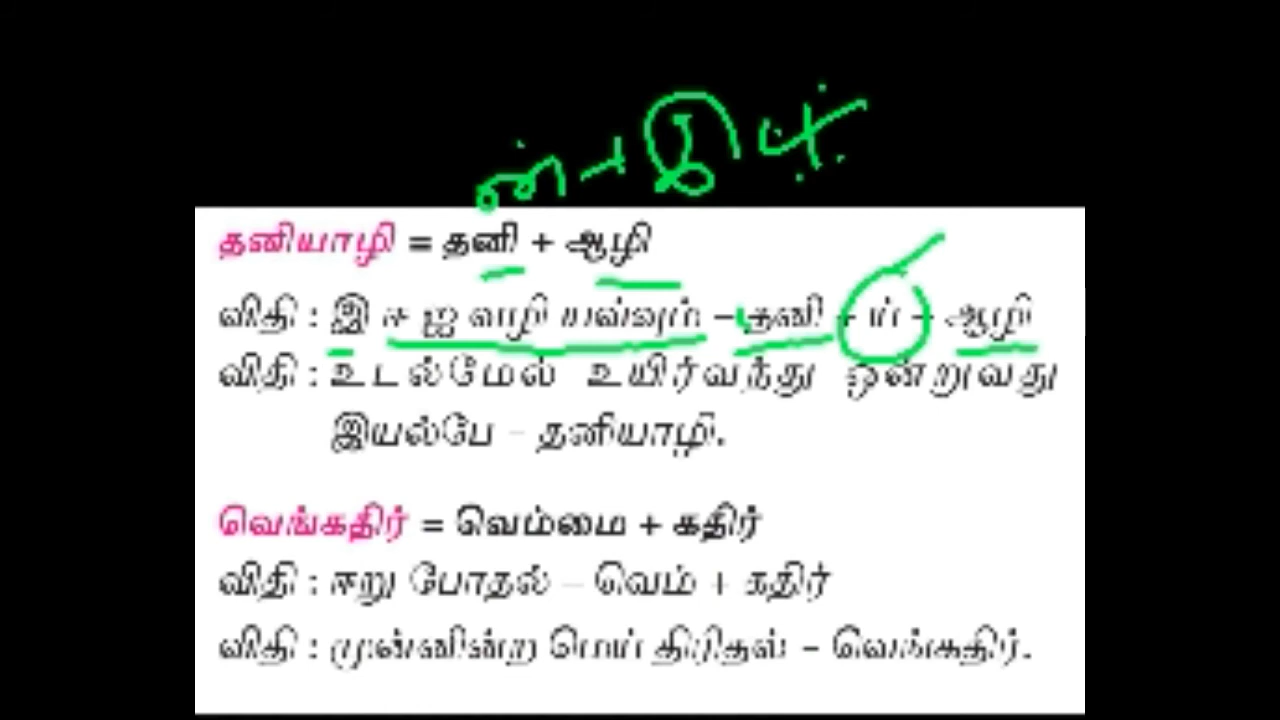 ன் + இ
தனியாழி = தனி + ஆழி
விதி : இ ஈ ஐ வழி யவ்வும் – தனி + ய் + ஆழி
விதி : உடல்மேல் உயிர்வந்து ஒன்றுவது
இயல்பே – தனியாழி.
வெங்கதிர் = வெம்மை + கதிர்
விதி : ஈறு போதல் – வெம் + கதிர்
விதி : முன்னின்ற மெய் திரிதல் – வெங்கதிர்.